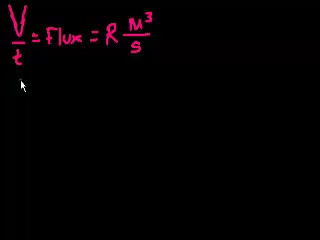 V/t = Flux = R M³/s